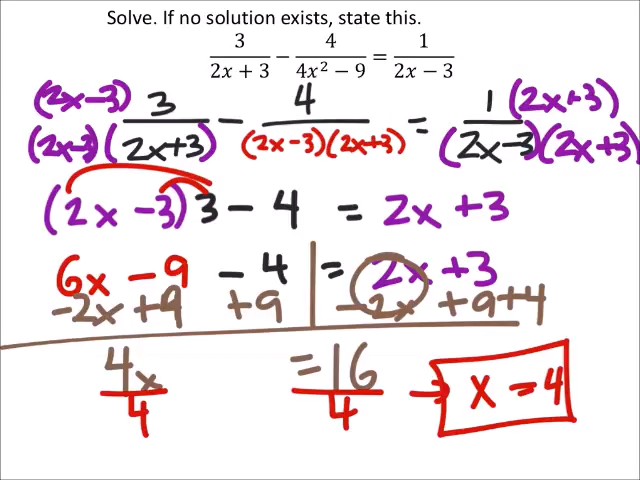 Solve. If no solution exists, state this.
3/(2x + 3) − 4/(4x² − 9) = 1/(2x − 3)
(2x−3) 3 / (2x−3)(2x+3) − 4 / (2x−3)(2x+3) = 1 (2x+3) / (2x−3)(2x+3)
(2x −3) 3 − 4 = 2x +3
6x − 9 − 4 = 2x +3
−2x +9 +9 −2x +9+4
4x = 16
4 4 → x = 4